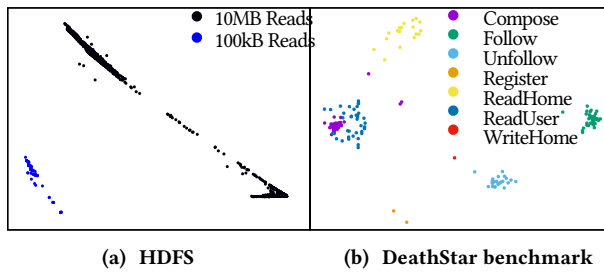 10MB Reads
100kB Reads
Compose
Follow
Unfollow
Register
ReadHome
ReadUser
WriteHome
(a) HDFS
(b) DeathStar benchmark